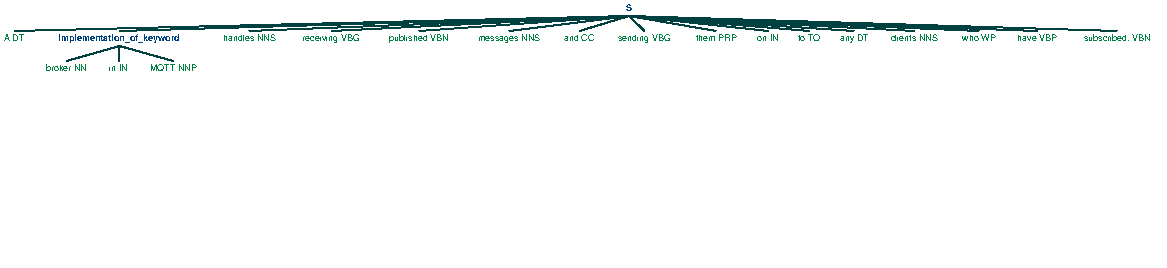 S
A DT Implementation_of_keyword handles NNS receiving VBG published VBN messages NNS and CC sending VBG them PRP on IN to TO any DT clients NNS who WP have VBP subscribed. VBN
broker NN in IN MQTT NNP